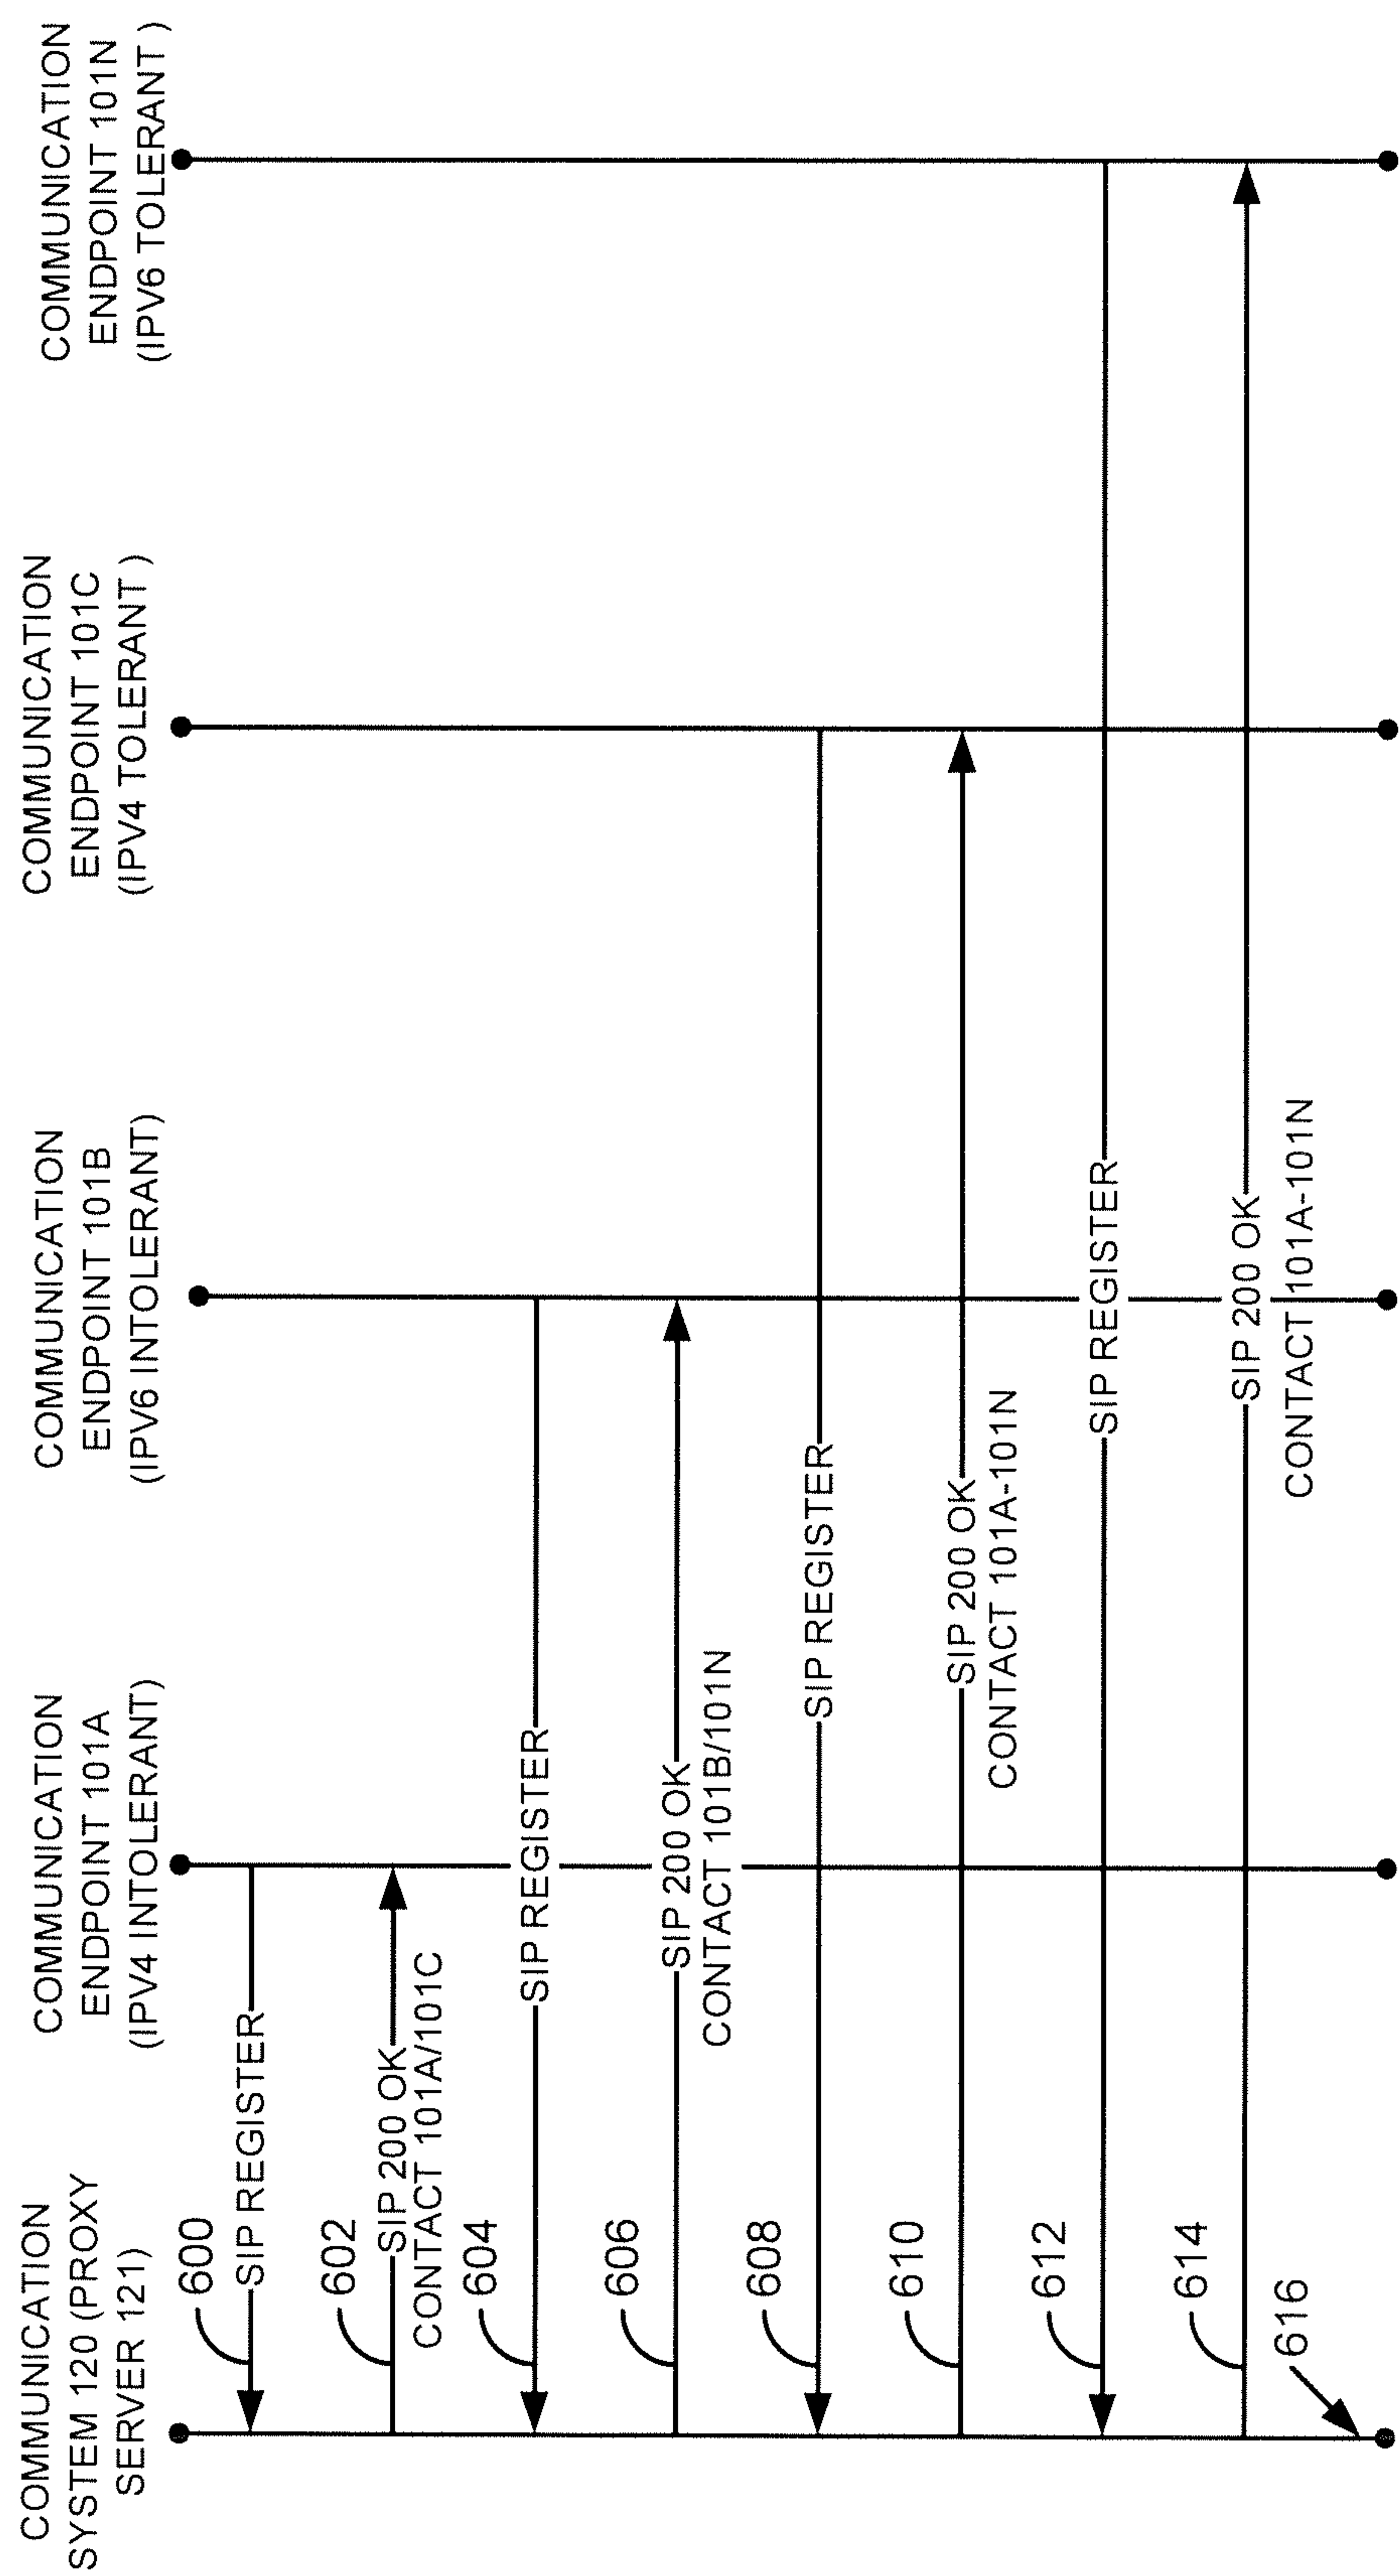 COMMUNICATION
SYSTEM 120 (PROXY
SERVER 121)
COMMUNICATION
ENDPOINT 101A
(IPV4 INTOLERANT)
COMMUNICATION
ENDPOINT 101B
(IPV6 INTOLERANT)
COMMUNICATION
ENDPOINT 101C
(IPV4 TOLERANT )
COMMUNICATION
ENDPOINT 101N
(IPV6 TOLERANT )
600
SIP REGISTER
602
SIP 200 OK
CONTACT 101A/101C
604
SIP REGISTER
606
SIP 200 OK
CONTACT 101B/101N
608
SIP REGISTER
610
SIP 200 OK
CONTACT 101A-101N
612
SIP REGISTER
614
SIP 200 OK
CONTACT 101A-101N
616